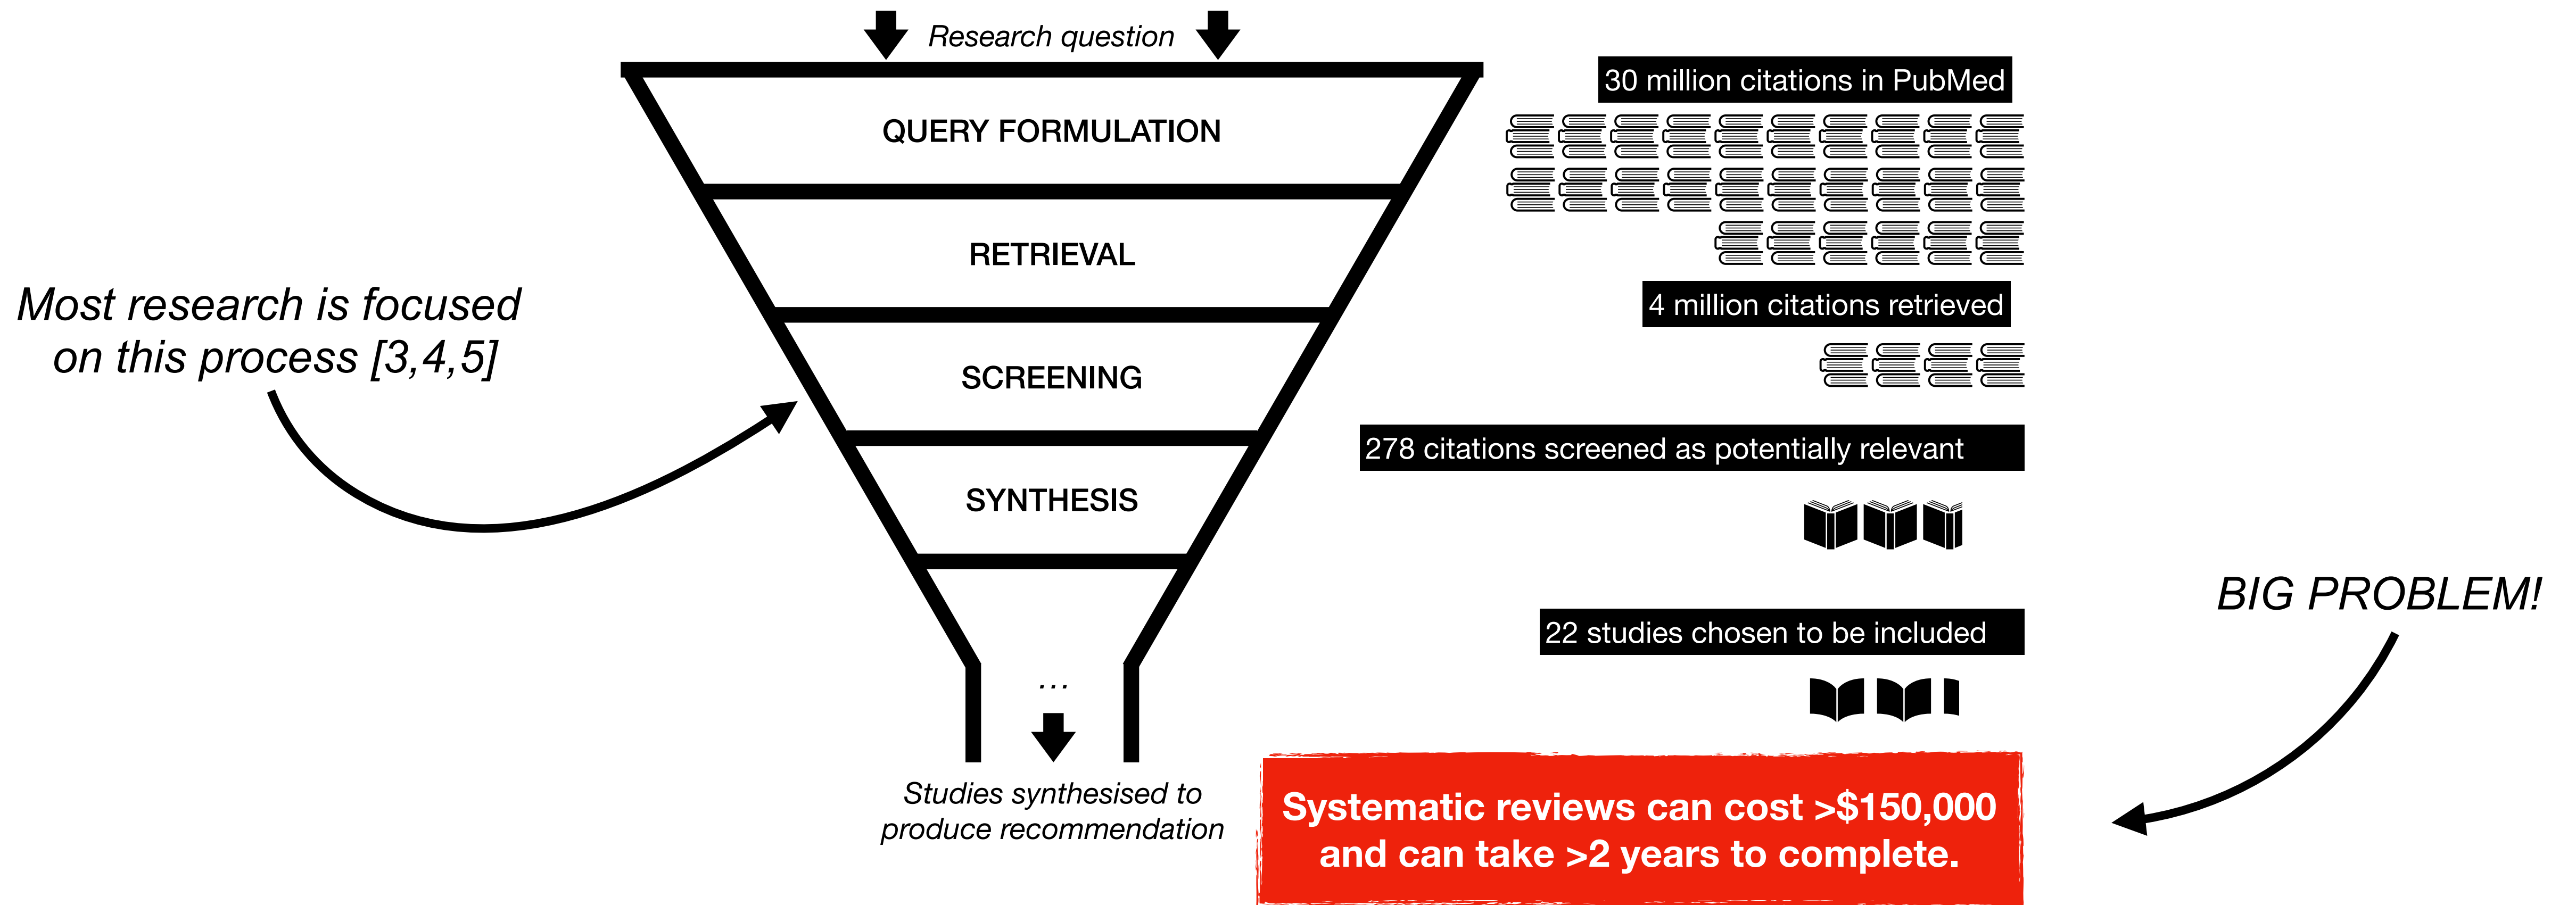 Research question
QUERY FORMULATION
RETRIEVAL
SCREENING
SYNTHESIS
...
Studies synthesised to
produce recommendation
Most research is focused
on this process [3,4,5]
30 million citations in PubMed
4 million citations retrieved
278 citations screened as potentially relevant
22 studies chosen to be included
Systematic reviews can cost >$150,000
and can take >2 years to complete.
BIG PROBLEM!